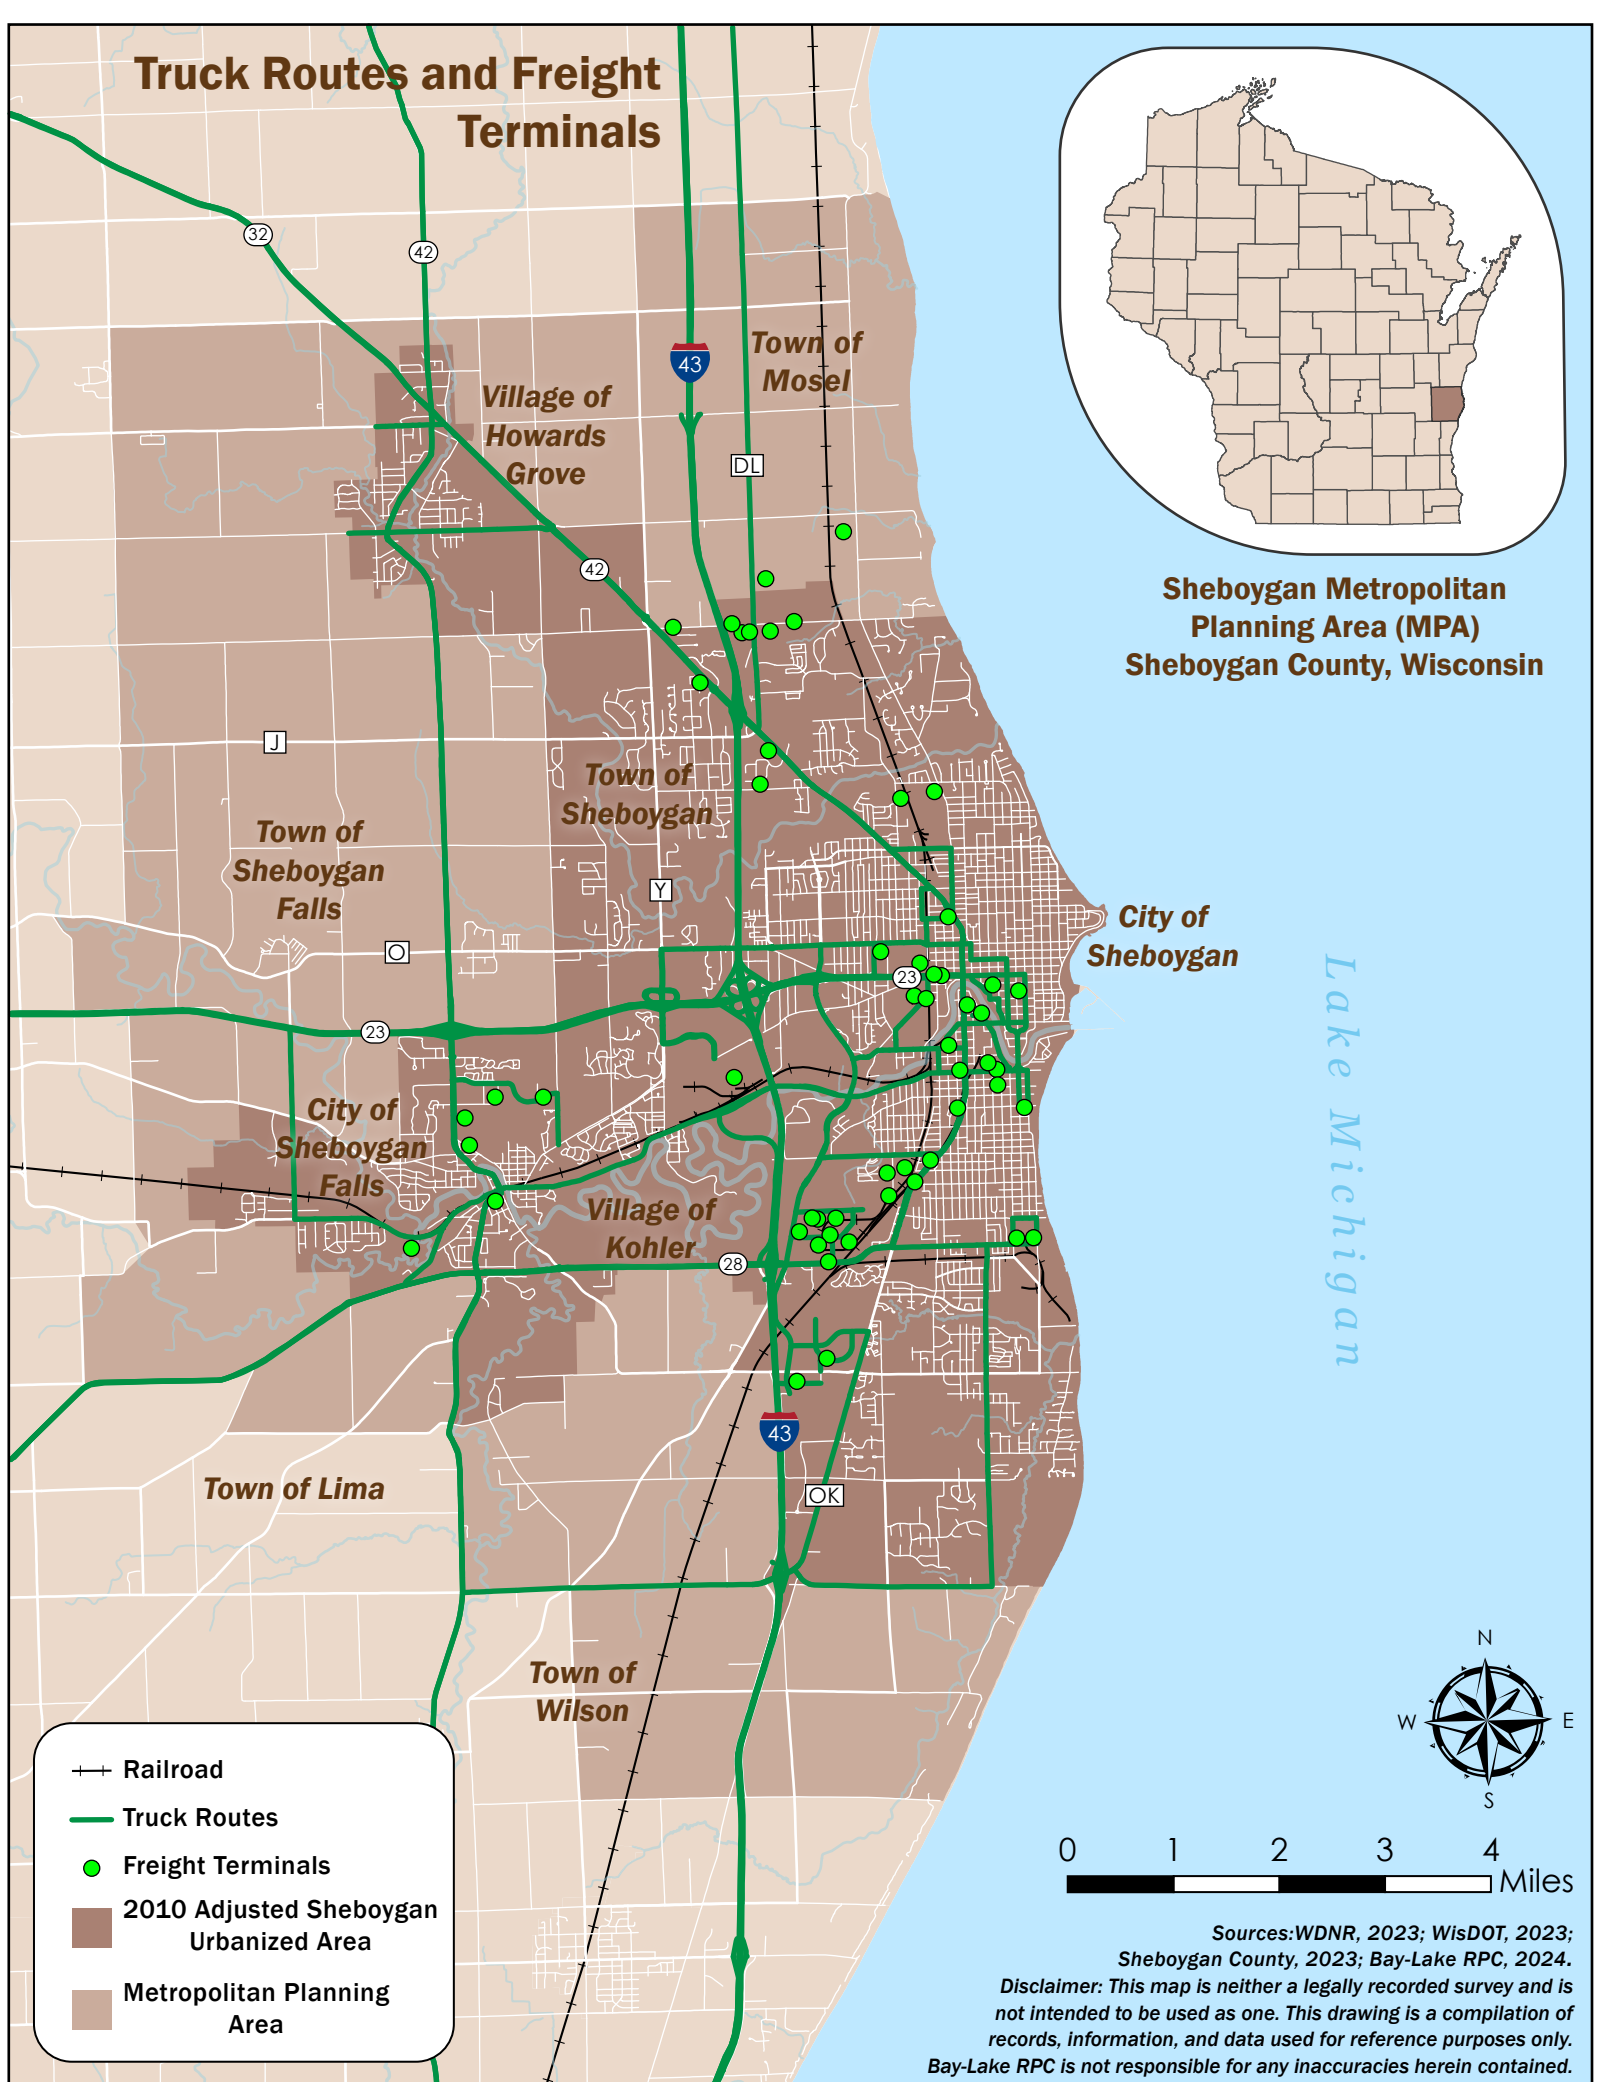 Truck Routes and Freight
Terminals
32
42
43
Town of
Mosel
Village of
Howards
Grove
DL
42
Sheboygan Metropolitan
Planning Area (MPA)
Sheboygan County, Wisconsin
J
Town of
Sheboygan
Town of
Sheboygan
Falls
Y
City of
Sheboygan
O
23
23
Lake Michigan
City of
Sheboygan
Falls
Village of
Kohler
28
43
OK
Town of Lima
Town of
Wilson
N
W
E
S
Railroad
Truck Routes
Freight Terminals
2010 Adjusted Sheboygan
Urbanized Area
Metropolitan Planning
Area
0 1 2 3 4
Miles
Sources:WDNR, 2023; WisDOT, 2023;
Sheboygan County, 2023; Bay-Lake RPC, 2024.
Disclaimer: This map is neither a legally recorded survey and is
not intended to be used as one. This drawing is a compilation of
records, information, and data used for reference purposes only.
Bay-Lake RPC is not responsible for any inaccuracies herein contained.